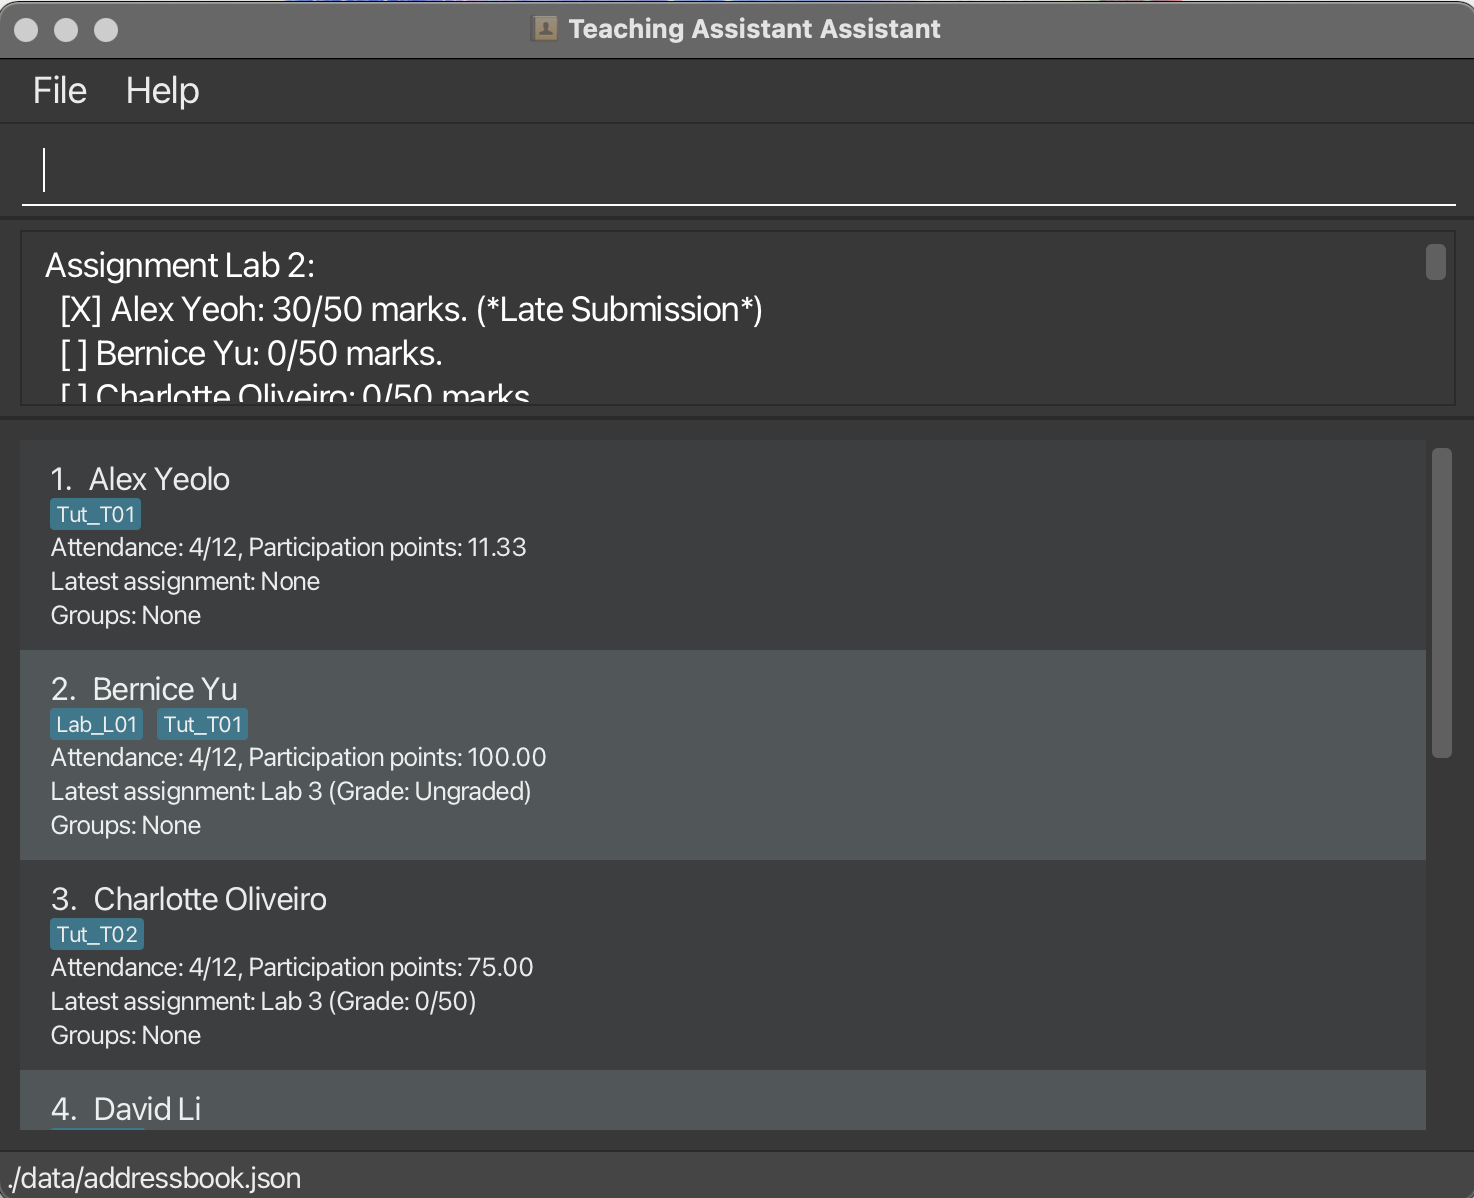 Teaching Assistant Assistant
File Help
Assignment Lab 2:
[X] Alex Yeoh: 30/50 marks. (*Late Submission*)
[ ] Bernice Yu: 0/50 marks.
[ ] Charlotte Oliveiro: 0/50 marks
1. Alex Yeolo
Tut_T01
Attendance: 4/12, Participation points: 11.33
Latest assignment: None
Groups: None
2. Bernice Yu
Lab_L01 Tut_T01
Attendance: 4/12, Participation points: 100.00
Latest assignment: Lab 3 (Grade: Ungraded)
Groups: None
3. Charlotte Oliveiro
Tut_T02
Attendance: 4/12, Participation points: 75.00
Latest assignment: Lab 3 (Grade: 0/50)
Groups: None
4. David Li
./data/addressbook.json